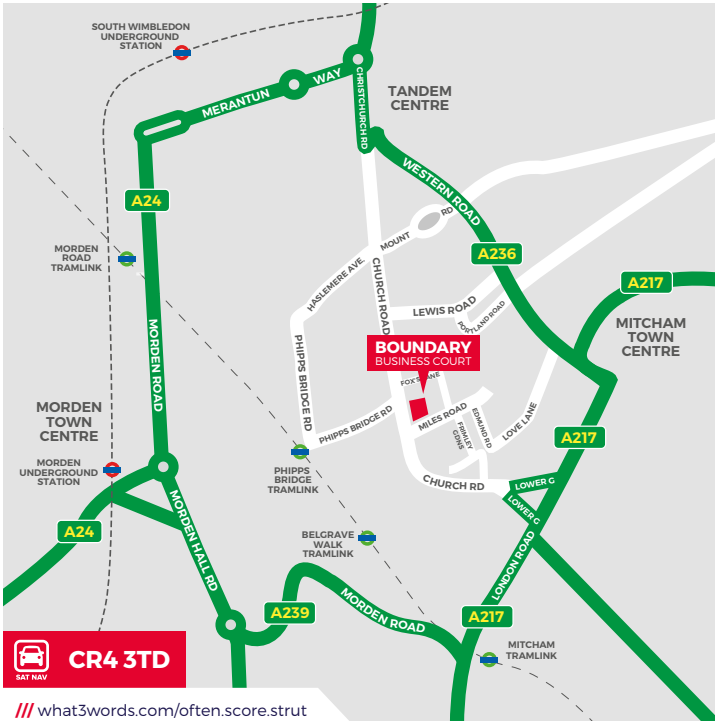 SOUTH WIMBLEDON
UNDERGROUND
STATION
MERANTUN
WAY
CHRISTCHURCH RD
TANDEM
CENTRE
WESTERN ROAD
A24
A236
MORDEN
ROAD
TRAMLINK
HASLEMERE AVE
MOUNT
RD
CHURCH ROAD
A217
LEWIS ROAD
PORTLAND ROAD
MITCHAM
TOWN
CENTRE
MORDEN ROAD
PHIPPS BRIDGE RD
BOUNDARY
BUSINESS COURT
MORDEN
TOWN
CENTRE
PHIPPS BRIDGE RD
MILES ROAD
FRIMLEY
GDNS
EDMUND RD
LOVE LANE
A217
MORDEN
UNDERGROUND
STATION
PHIPPS
BRIDGE
TRAMLINK
CHURCH RD
LOWER G
LOWER G
A24
MORDEN HALL RD
BELGRAVE
WALK
TRAMLINK
LONDON ROAD
A239
MORDEN ROAD
A217
MITCHAM
TRAMLINK
SAT NAV
CR4 3TD
/// what3words.com/often.score.strut